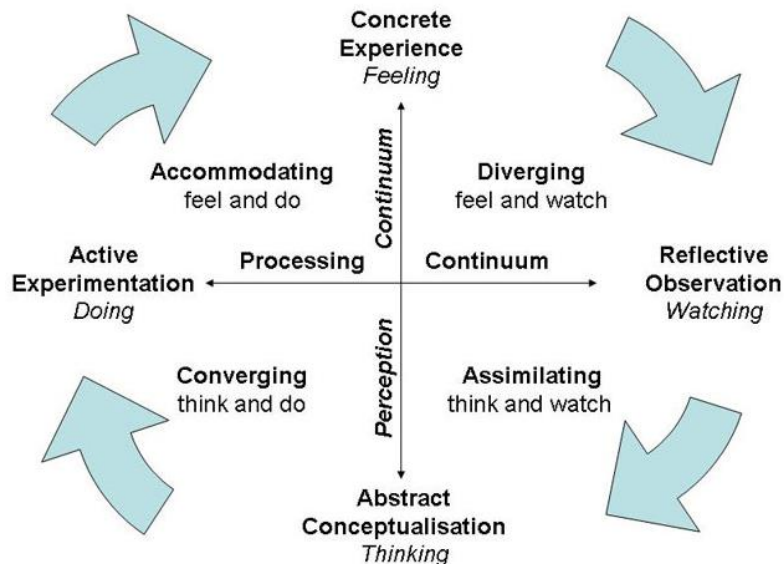 Concrete
Experience
Feeling
Accommodating
feel and do
Continuum
Diverging
feel and watch
Active
Experimentation
Doing
Processing
Continuum
Reflective
Observation
Watching
Converging
think and do
Perception
Assimilating
think and watch
Abstract
Conceptualisation
Thinking